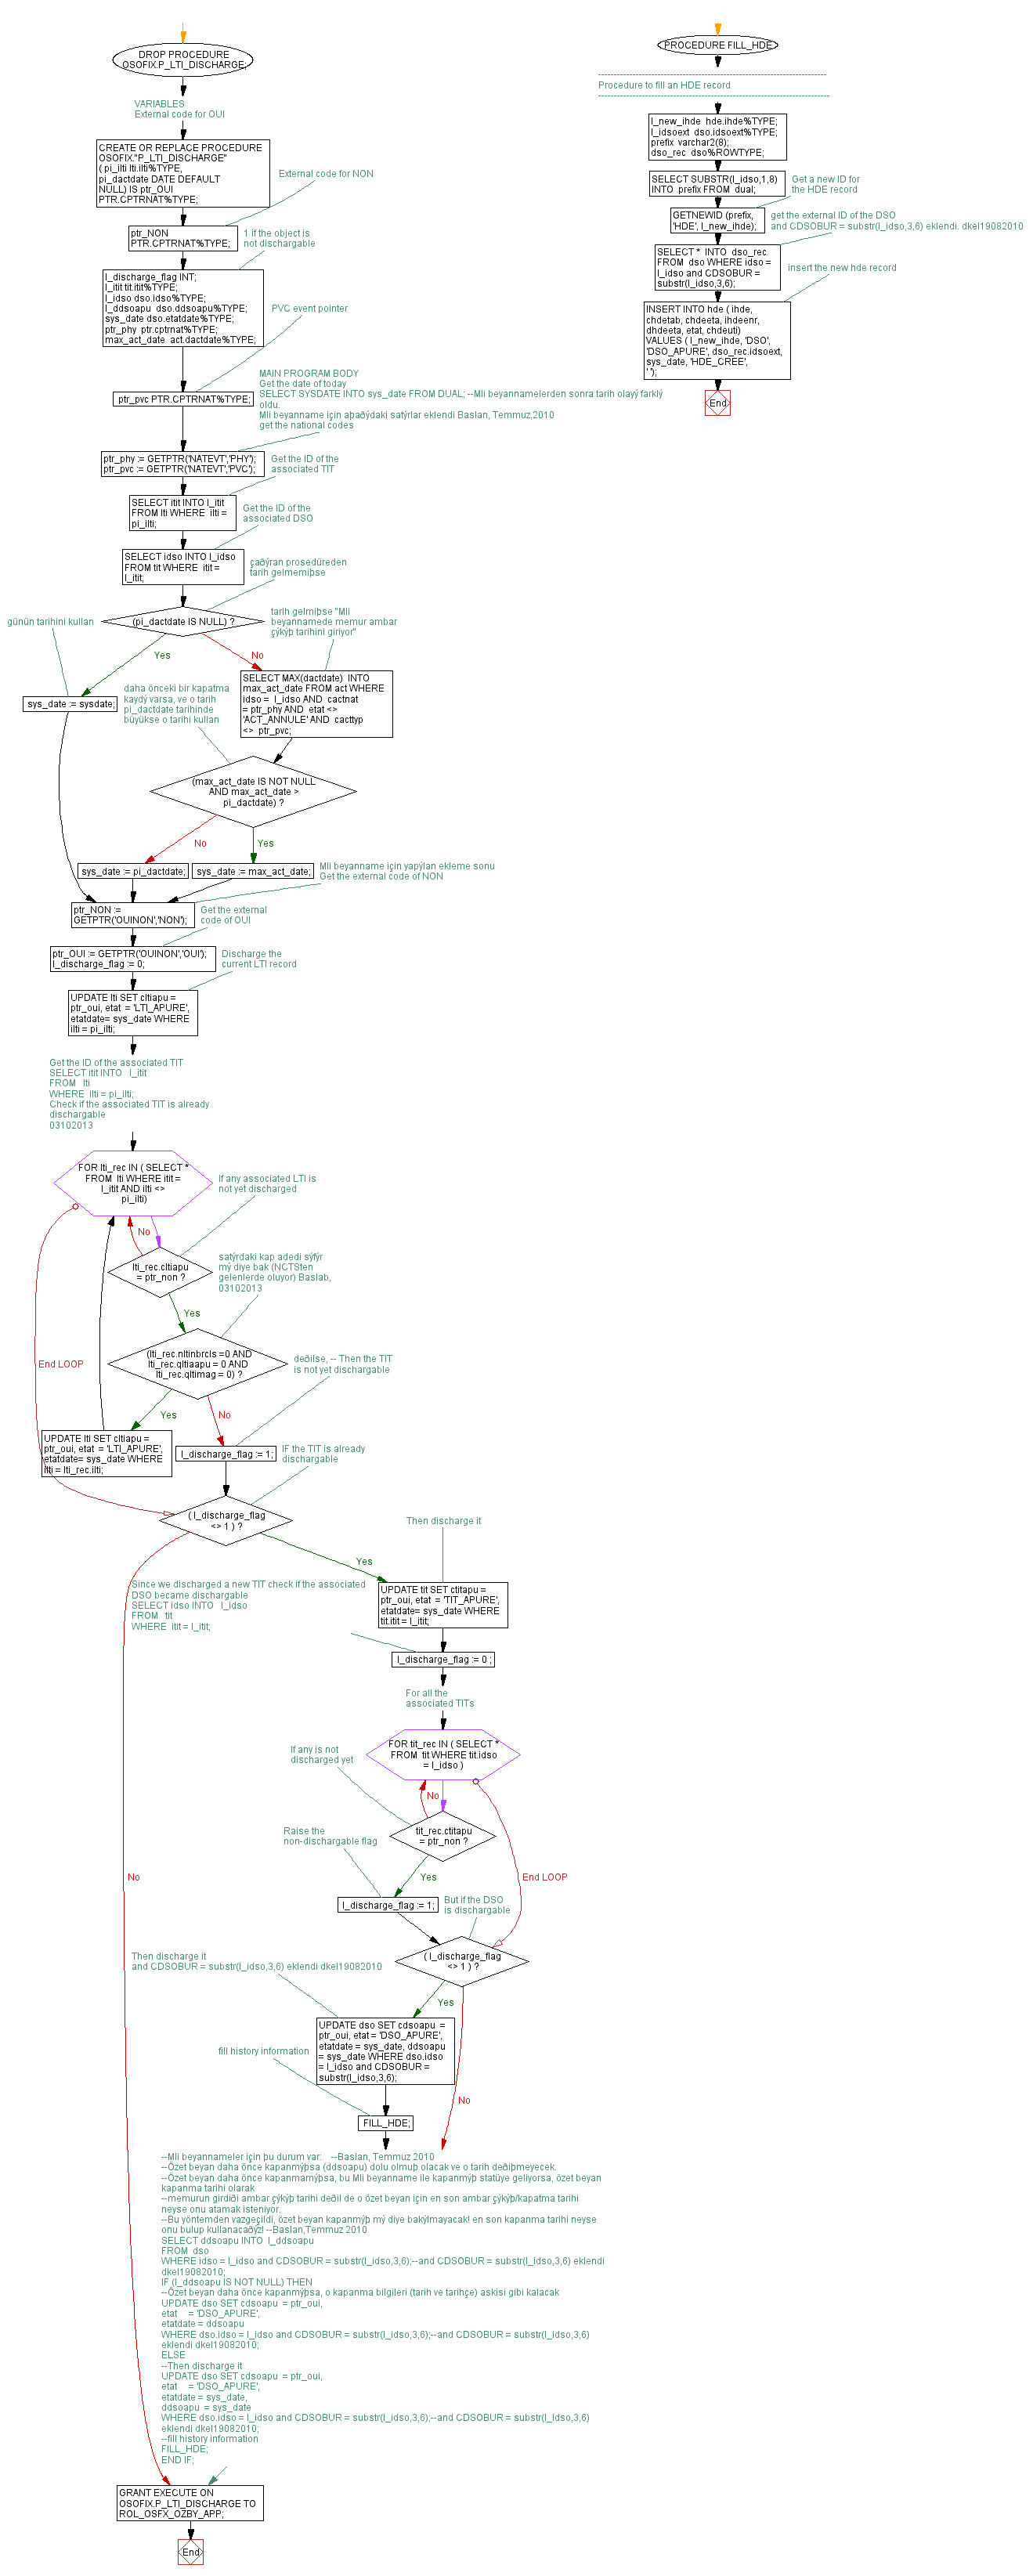 DROP PROCEDURE
OSOFIX.P_LTI_DISCHARGE;
VARIABLES
External code for OUI
CREATE OR REPLACE PROCEDURE
OSOFIX."P_LTI_DISCHARGE"
( pi_ilti lti.ilti%TYPE,
pi_dactdate DATE DEFAULT
NULL) IS ptr_OUI
PTR.CPTRNAT%TYPE;
External code for NON
ptr_NON
PTR.CPTRNAT%TYPE;
1 if the object is
not dischargable
l_discharge_flag INT;
l_itit tit.itit%TYPE;
l_idso dso.idso%TYPE;
l_ddsoapu dso.ddsoapu%TYPE;
sys_date dso.etatdate%TYPE;
ptr_phy ptr.cptrnat%TYPE;
max_act_date act.dactdate%TYPE;
PVC event pointer
ptr_pvc PTR.CPTRNAT%TYPE;
MAIN PROGRAM BODY
Get the date of today
SELECT SYSDATE INTO sys_date FROM DUAL; --Mli beyannamelerden sonra tarih olayý farklý
oldu.
Mli beyanname için aþaðýdaki satýrlar eklendi Baslan, Temmuz,2010
get the national codes
ptr_phy := GETPTR('NATEVT','PHY');
ptr_pvc := GETPTR('NATEVT','PVC');
Get the ID of the
associated TIT
SELECT itit INTO l_itit
FROM lti WHERE ilti =
pi_ilti;
Get the ID of the
associated DSO
SELECT idso INTO l_idso
FROM tit WHERE itit =
l_itit;
çaðýran prosedüreden
tarih gelmemiþse
(pi_dactdate IS NULL) ?
günün tarihini kullan
tarih gelmiþse "Mli
beyannamede memur ambar
çýkýþ tarihini giriyor"
Yes
No
sys_date := sysdate;
SELECT MAX(dactdate) INTO
max_act_date FROM act WHERE
idso = l_idso AND cactnat
= ptr_phy AND etat <>
'ACT_ANNULE' AND cacttyp
<> ptr_pvc;
daha önceki bir kapatma
kaydý varsa, ve o tarih
pi_dactdate tarihinde
büyükse o tarihi kullan
(max_act_date IS NOT NULL
AND max_act_date >
pi_dactdate) ?
No
Yes
sys_date := pi_dactdate;
sys_date := max_act_date;
Mli beyanname için yapýlan ekleme sonu
Get the external code of NON
ptr_NON :=
GETPTR('OUINON','NON');
Get the external
code of OUI
ptr_OUI := GETPTR('OUINON','OUI');
l_discharge_flag := 0;
Discharge the
current LTI record
UPDATE lti SET cltiapu =
ptr_oui, etat = 'LTI_APURE',
etatdate= sys_date WHERE
ilti = pi_ilti;
Get the ID of the associated TIT
SELECT itit INTO l_itit
FROM lti
WHERE ilti = pi_ilti;
Check if the associated TIT is already
dischargable
03102013
FOR lti_rec IN ( SELECT *
FROM lti WHERE itit =
l_itit AND ilti <>
pi_ilti)
If any associated LTI is
not yet discharged
No
lti_rec.cltiapu
= ptr_non ?
satýrdaki kap adedi sýfýr
mý diye bak (NCTSten
gelenlerde oluyor) Baslab,
03102013
Yes
(lti_rec.nltinbrcls =0 AND
lti_rec.qltiaapu = 0 AND
lti_rec.qltimag = 0) ?
End LOOP
deðilse, -- Then the TIT
is not yet dischargable
Yes
No
UPDATE lti SET cltiapu =
ptr_oui, etat = 'LTI_APURE',
etatdate= sys_date WHERE
ilti = lti_rec.ilti;
l_discharge_flag := 1;
IF the TIT is already
dischargable
( l_discharge_flag
<> 1 ) ?
Then discharge it
Yes
UPDATE tit SET ctitapu =
ptr_oui, etat = 'TIT_APURE',
etatdate= sys_date WHERE
tit.itit = l_itit;
Since we discharged a new TIT check if the associated
DSO became dischargable
SELECT idso INTO l_idso
FROM tit
WHERE itit = l_itit;
l_discharge_flag := 0 ;
For all the
associated TITs
FOR tit_rec IN ( SELECT *
FROM tit WHERE tit.idso
= l_idso )
If any is not
discharged yet
No
tit_rec.ctitapu
= ptr_non ?
Raise the
non-dischargable flag
No
Yes
End LOOP
l_discharge_flag := 1;
But if the DSO
is dischargable
( l_discharge_flag
<> 1 ) ?
Then discharge it
and CDSOBUR = substr(l_idso,3,6) eklendi dkel19082010
Yes
UPDATE dso SET cdsoapu =
ptr_oui, etat = 'DSO_APURE',
etatdate = sys_date, ddsoapu
= sys_date WHERE dso.idso
= l_idso and CDSOBUR =
substr(l_idso,3,6);
fill history information
No
FILL_HDE;
--Mli beyannameler için þu durum var: --Baslan, Temmuz 2010
--Özet beyan daha önce kapanmýþsa (ddsoapu) dolu olmuþ olacak ve o tarih deðiþmeyecek.
--Özet beyan daha önce kapanmamýþsa, bu Mli beyanname ile kapanmýþ statüye geliyorsa, özet beyan
kapanma tarihi olarak
--memurun girdiði ambar çýkýþ tarihi deðil de o özet beyan için en son ambar çýkýþ/kapatma tarihi
neyse onu atamak isteniyor.
--Bu yöntemden vazgeçildi, özet beyan kapanmýþ mý diye bakýlmayacak! en son kapanma tarihi neyse
onu bulup kullanacaðýz! --Baslan,Temmuz 2010
SELECT ddsoapu INTO l_ddsoapu
FROM dso
WHERE idso = l_idso and CDSOBUR = substr(l_idso,3,6);--and CDSOBUR = substr(l_idso,3,6) eklendi
dkel19082010;
IF (l_ddsoapu IS NOT NULL) THEN
--Özet beyan daha önce kapanmýþsa, o kapanma bilgileri (tarih ve tarihçe) askisi gibi kalacak
UPDATE dso SET cdsoapu = ptr_oui,
etat = 'DSO_APURE',
etatdate = ddsoapu
WHERE dso.idso = l_idso and CDSOBUR = substr(l_idso,3,6);--and CDSOBUR = substr(l_idso,3,6)
eklendi dkel19082010;
ELSE
--Then discharge it
UPDATE dso SET cdsoapu = ptr_oui,
etat = 'DSO_APURE',
etatdate = sys_date,
ddsoapu = sys_date
WHERE dso.idso = l_idso and CDSOBUR = substr(l_idso,3,6);--and CDSOBUR = substr(l_idso,3,6)
eklendi dkel19082010;
--fill history information
FILL_HDE;
END IF;
GRANT EXECUTE ON
OSOFIX.P_LTI_DISCHARGE TO
ROL_OSFX_OZBY_APP;
End
PROCEDURE FILL_HDE
Procedure to fill an HDE record
l_new_ihde hde.ihde%TYPE;
l_idsoext dso.idsoext%TYPE;
prefix varchar2(8);
dso_rec dso%ROWTYPE;
SELECT SUBSTR(l_idso,1,8)
INTO prefix FROM dual;
Get a new ID for
the HDE record
GETNEWID (prefix,
'HDE', l_new_ihde);
get the external ID of the DSO
and CDSOBUR = substr(l_idso,3,6) eklendi. dkel19082010
SELECT * INTO dso_rec
FROM dso WHERE idso =
l_idso and CDSOBUR =
substr(l_idso,3,6);
insert the new hde record
INSERT INTO hde ( ihde,
chdetab, chdeeta, ihdeenr,
dhdeeta, etat, chdeuti)
VALUES ( l_new_ihde, 'DSO',
'DSO_APURE', dso_rec.idsoext,
sys_date, 'HDE_CREE',
' ');
End